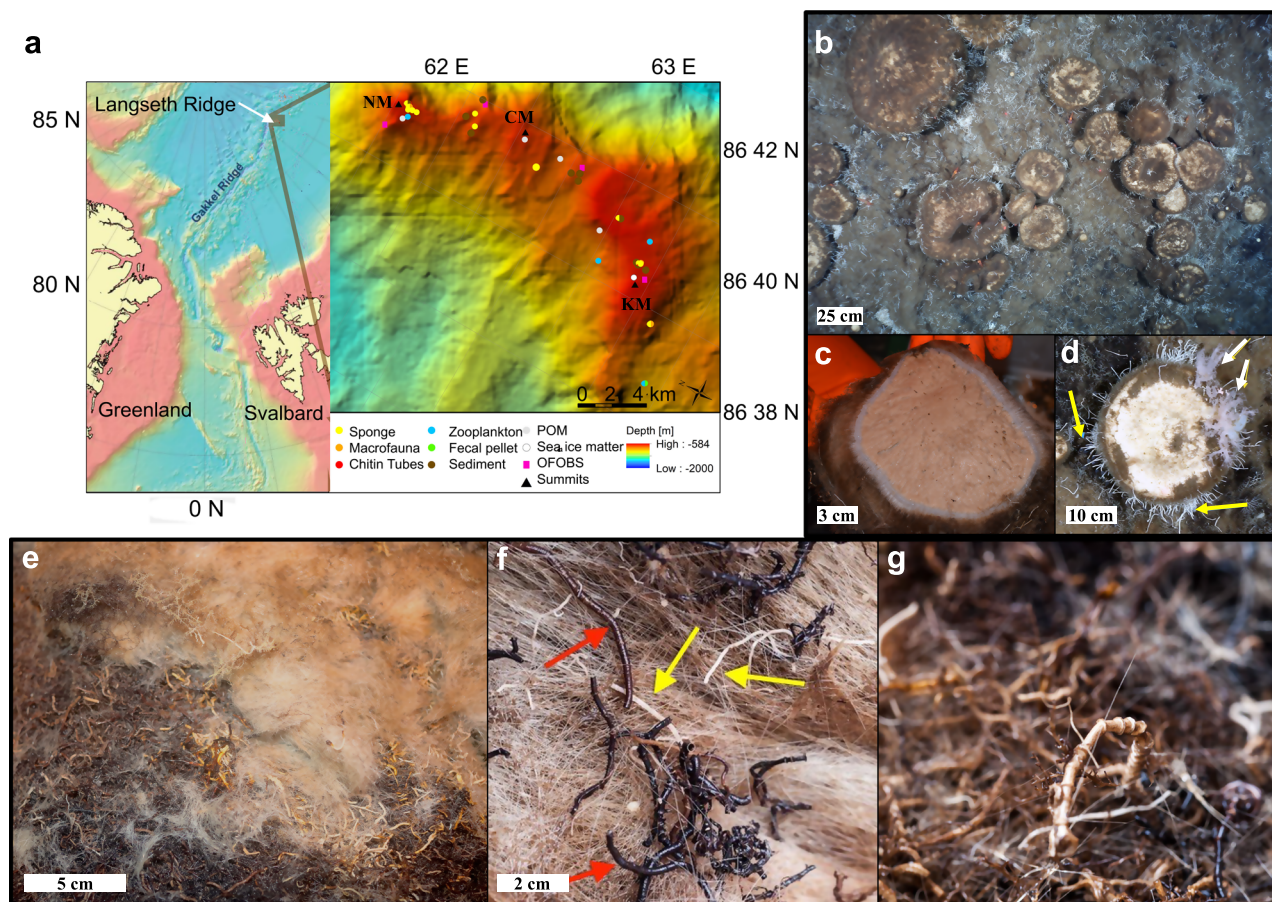 a
62 E
63 E
Langseth Ridge
85 N
Gakkel Ridge
80 N
Greenland
Svalbard
0 N
NM
CM
KM
86 42 N
86 40 N
86 38 N
0 2 4 km
Sponge
Macrofauna
Chitin Tubes
Zooplankton
Fecal pellet
Sediment
POM
Sea ice matter
OFOBS
Summits
Depth [m]
High : -584
Low : -2000
b
25 cm
c
3 cm
d
10 cm
e
5 cm
f
2 cm
g